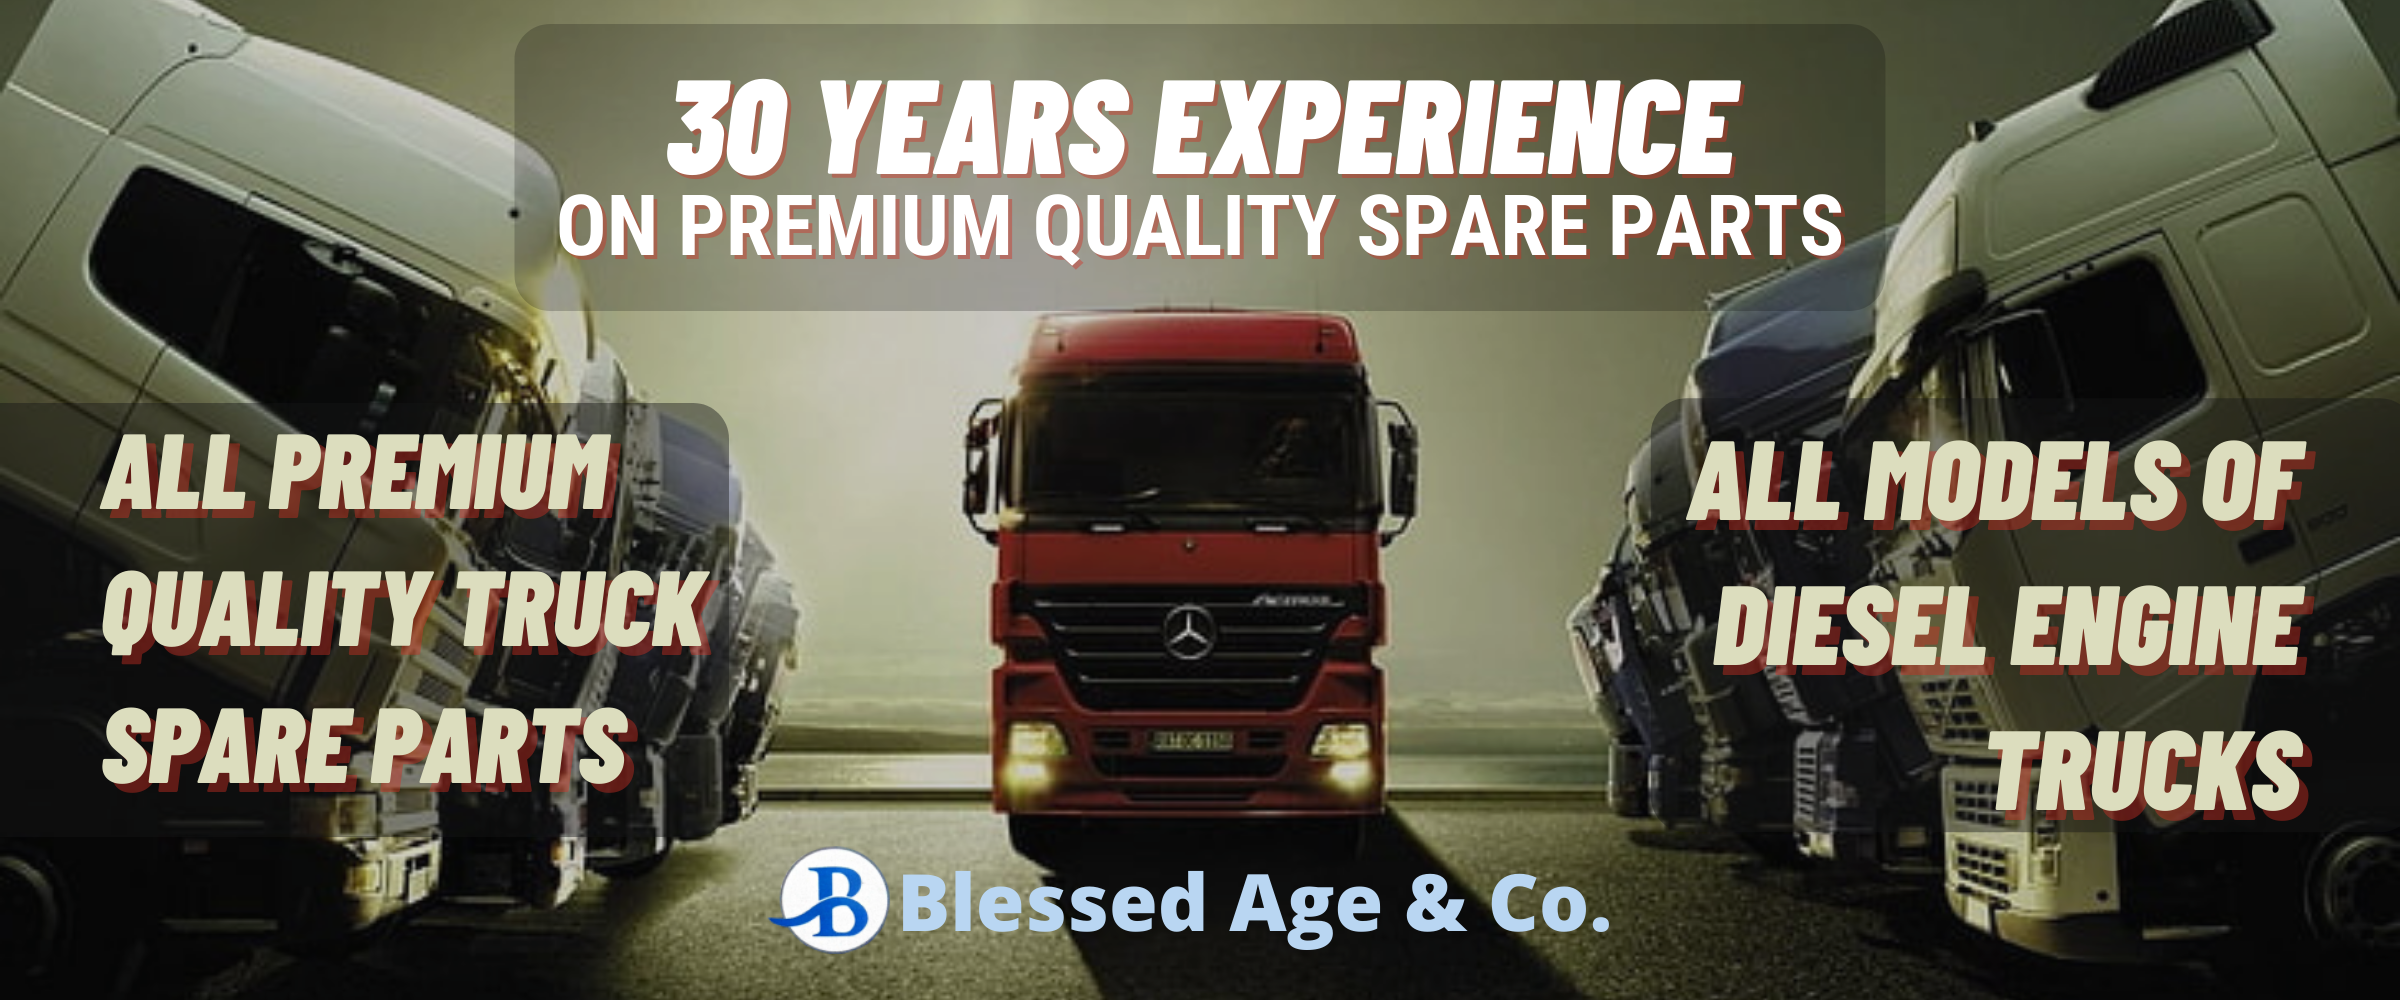 30 YEARS EXPERIENCE
ON PREMIUM QUALITY SPARE PARTS
ALL PREMIUM
QUALITY TRUCK
SPARE PARTS
ALL MODELS OF
DIESEL ENGINE
TRUCKS
B Blessed Age & Co.